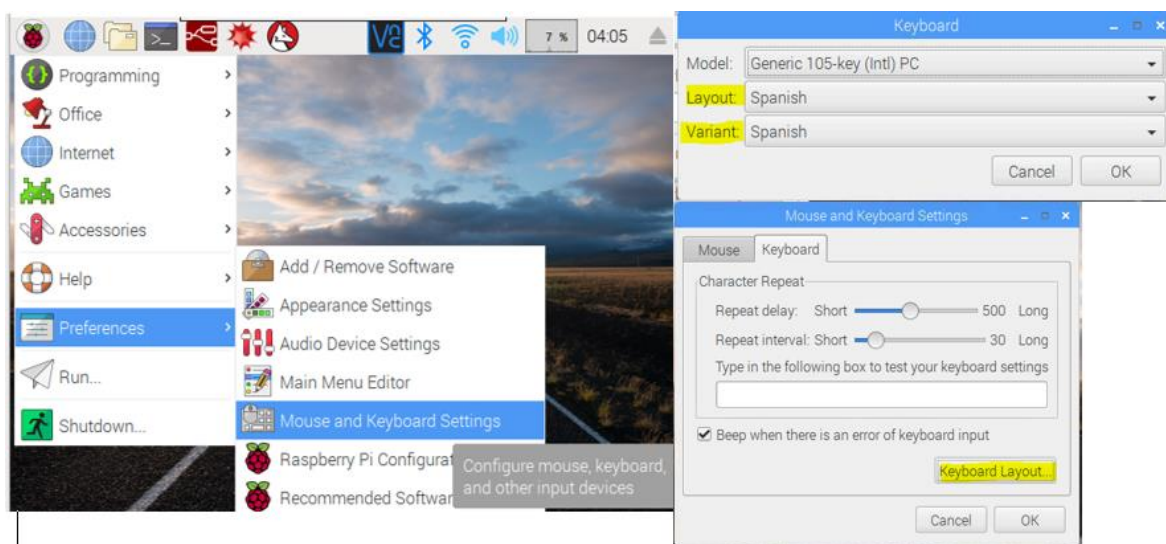 7 %
04:05
Programming
Office
Internet
Games
Accessories
Help
Preferences
Run...
Shutdown...
Add / Remove Software
Appearance Settings
Audio Device Settings
Main Menu Editor
Mouse and Keyboard Settings
Raspberry Pi Configurat
Recommended Softwar
Configure mouse, keyboard,
and other input devices
Keyboard
Model: Generic 105-key (Intl) PC
Layout: Spanish
Variant: Spanish
Cancel OK
Mouse and Keyboard Settings
Mouse Keyboard
Character Repeat
Repeat delay: Short 500 Long
Repeat interval: Short 30 Long
Type in the following box to test your keyboard settings
Beep when there is an error of keyboard input
Keyboard Layout...
Cancel OK